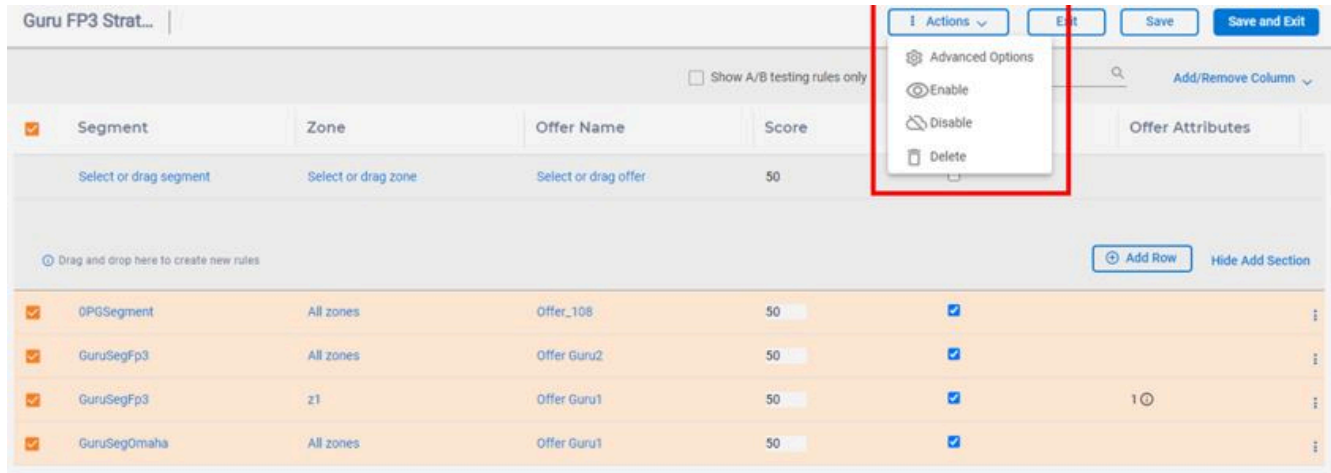 Guru FP3 Strat... Actions Exit Save Save and Exit
Advanced Options
Show A/B testing rules only Add/Remove Column
Enable
Disable
Segment Zone Offer Name Score Offer Attributes
Delete
Select or drag segment Select or drag zone Select or drag offer 50
Drag and drop here to create new rules Add Row Hide Add Section
0PGSegment All zones Offer_108 50
GuruSegFp3 All zones Offer Guru2 50
GuruSegFp3 z1 Offer Guru1 50 1
GuruSegOmaha All zones Offer Guru1 50